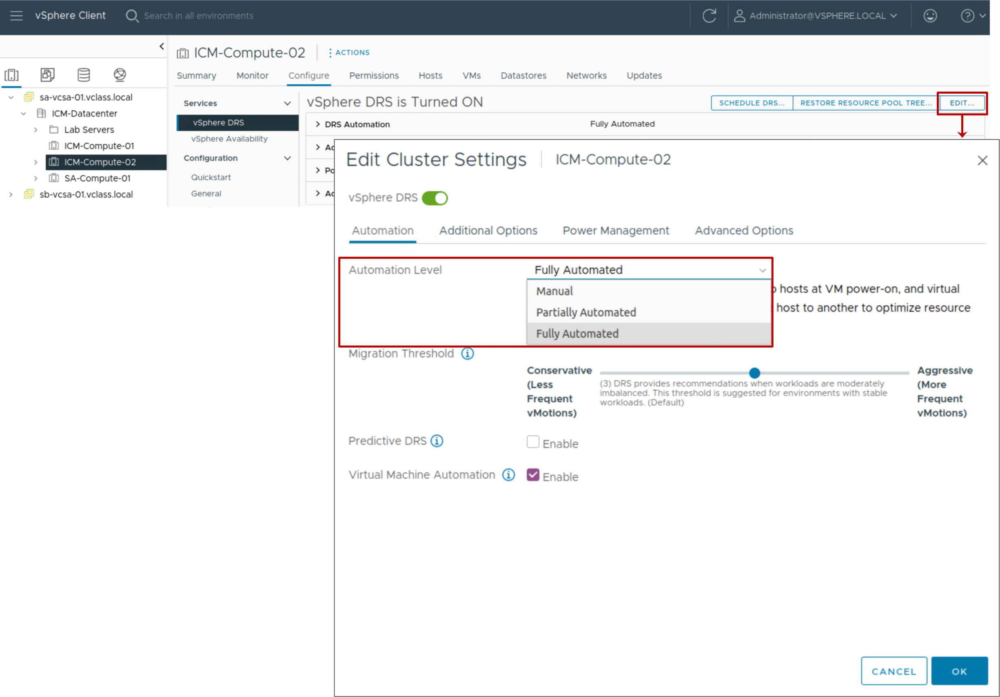 vSphere Client
Search in all environments
Administrator@VSPHERE.LOCAL
ICM-Compute-02
ACTIONS
Summary Monitor Configure Permissions Hosts VMs Datastores Networks Updates
sa-vcsa-01.vclass.local
ICM-Datacenter
Lab Servers
ICM-Compute-01
ICM-Compute-02
SA-Compute-01
sb-vcsa-01.vclass.local
Services
vSphere DRS
vSphere Availability
Configuration
Quickstart
General
vSphere DRS is Turned ON
SCHEDULE DRS...
RESTORE RESOURCE POOL TREE...
EDIT...
DRS Automation
Fully Automated
Edit Cluster Settings
ICM-Compute-02
vSphere DRS
Automation Additional Options Power Management Advanced Options
Automation Level
Fully Automated
Manual
Partially Automated
Fully Automated
hosts at VM power-on, and virtual
host to another to optimize resource
Migration Threshold
Conservative
(Less
Frequent
vMotions)
(3) DRS provides recommendations when workloads are moderately
imbalanced. This threshold is suggested for environments with stable
workloads. (Default)
Aggressive
(More
Frequent
vMotions)
Predictive DRS
Enable
Virtual Machine Automation
Enable
CANCEL
OK